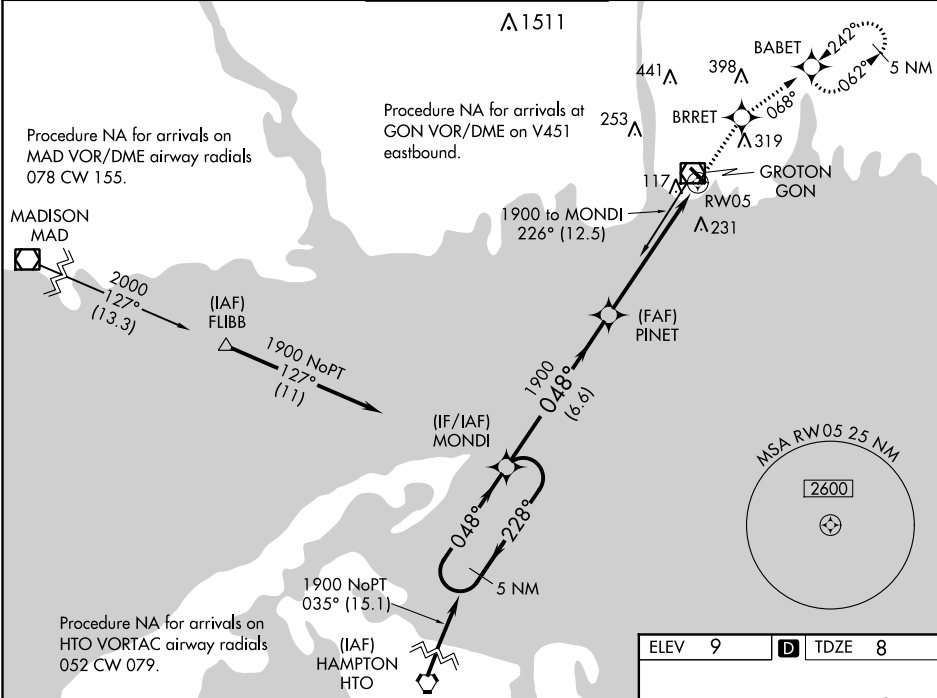 1511
BABET
242°
062°
5 NM
441
398
BRRET
068°
253
319
Procedure NA for arrivals at
GON VOR/DME on V451
eastbound.
Procedure NA for arrivals on
MAD VOR/DME airway radials
078 CW 155.
117
GROTON
GON
RW05
231
1900 to MONDI
226° (12.5)
MADISON
MAD
2000
127°
(13.3)
(IAF)
FLIBB
1900 NoPT
127°
(11)
(FAF)
PINET
1900
048°
(6.6)
(IF/IAF)
MONDI
MSA RW05 25 NM
2600
048°
228°
5 NM
1900 NoPT
035° (15.1)
Procedure NA for arrivals on
HTO VORTAC airway radials
052 CW 079.
(IAF)
HAMPTON
HTO
ELEV 9 D TDZE 8